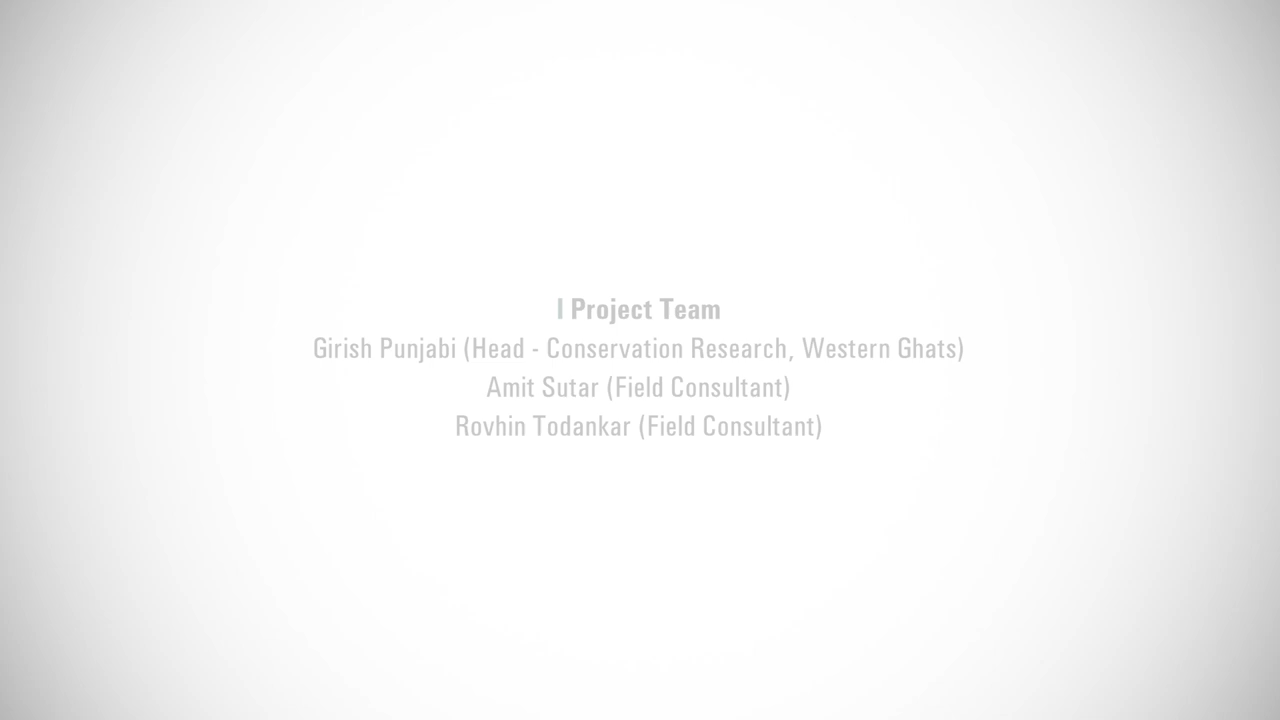 I Project Team
Girish Punjabi (Head - Conservation Research, Western Ghats)
Amit Sutar (Field Consultant)
Rovhin Todankar (Field Consultant)